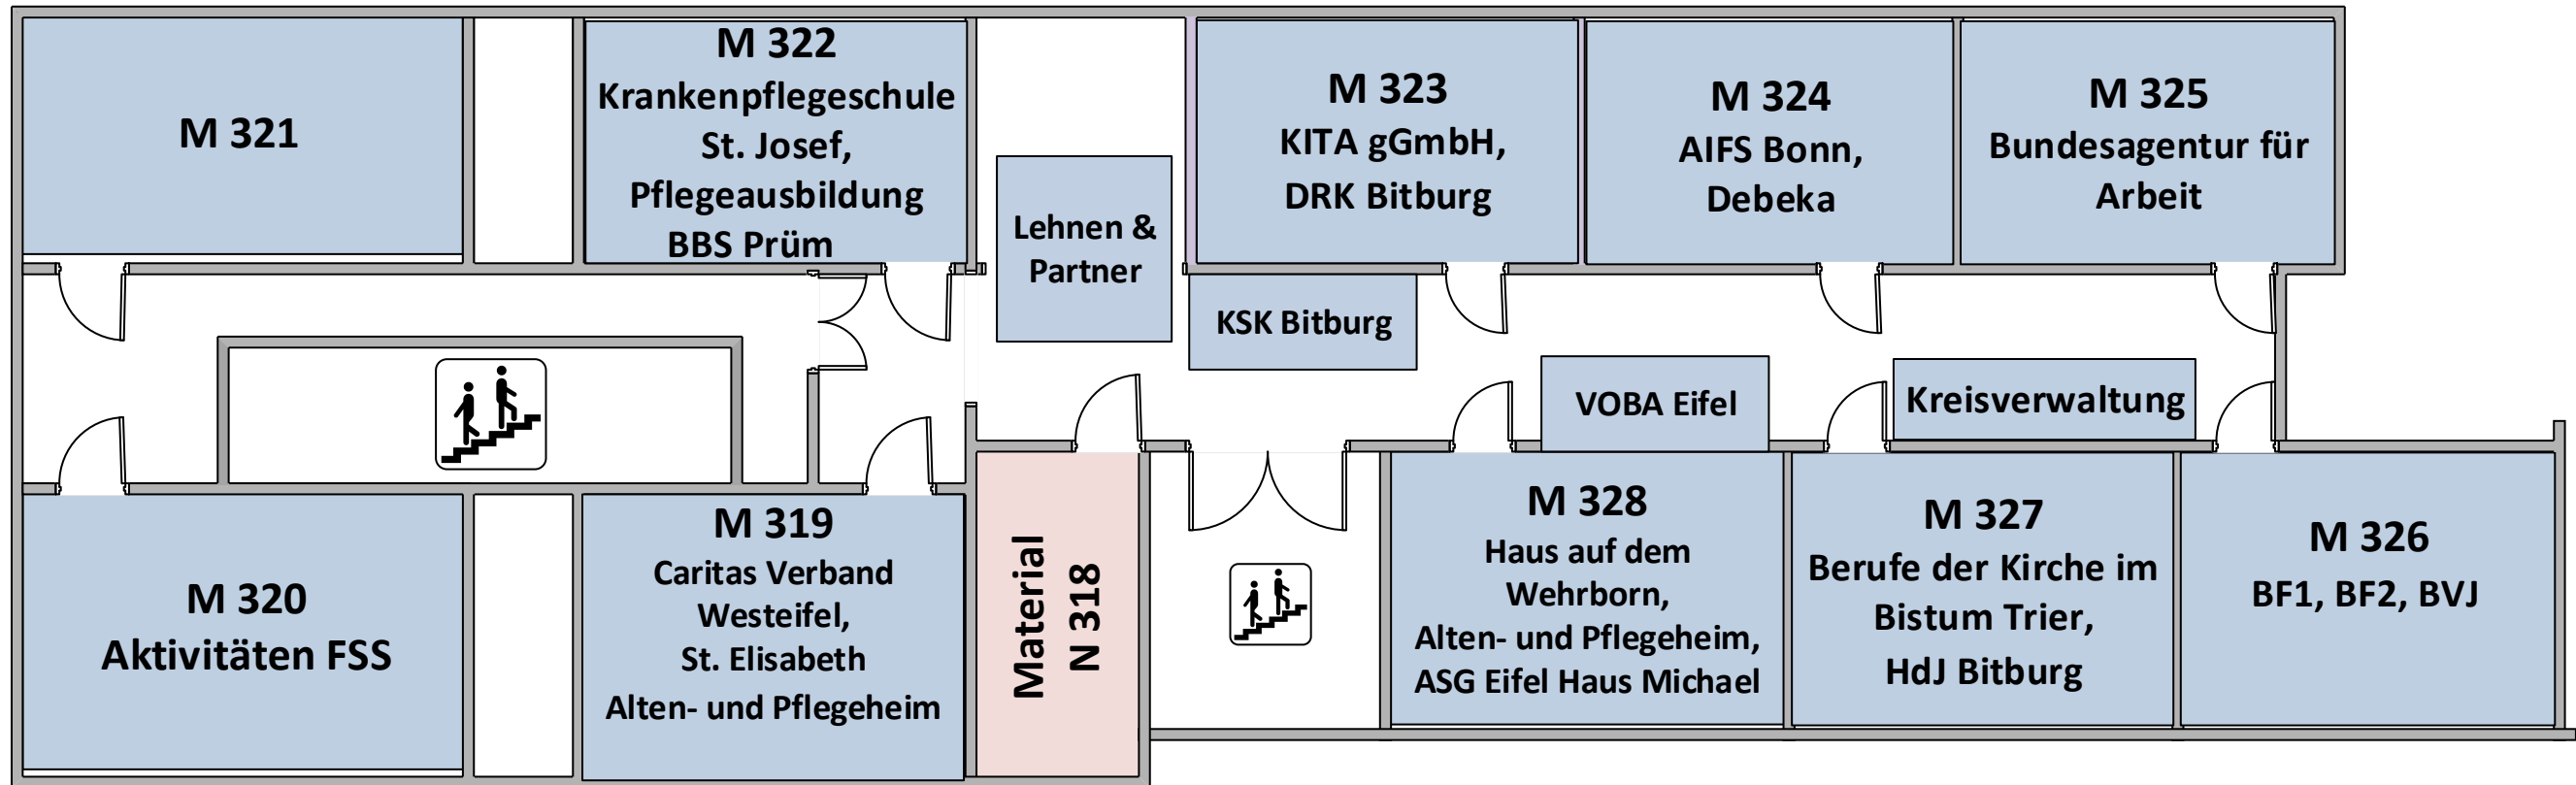 M 321
M 322
Krankenpflegeschule
St. Josef,
Pflegeausbildung
BBS Prüm
Lehnen &
Partner
M 323
KITA gGmbH,
DRK Bitburg
M 324
AIFS Bonn,
Debeka
M 325
Bundesagentur für
Arbeit
KSK Bitburg
VOBA Eifel
Kreisverwaltung
M 320
Aktivitäten FSS
M 319
Caritas Verband
Westeifel,
St. Elisabeth
Alten- und Pflegeheim
Material
N 318
M 328
Haus auf dem
Wehrborn,
Alten- und Pflegeheim,
ASG Eifel Haus Michael
M 327
Berufe der Kirche im
Bistum Trier,
HdJ Bitburg
M 326
BF1, BF2, BVJ